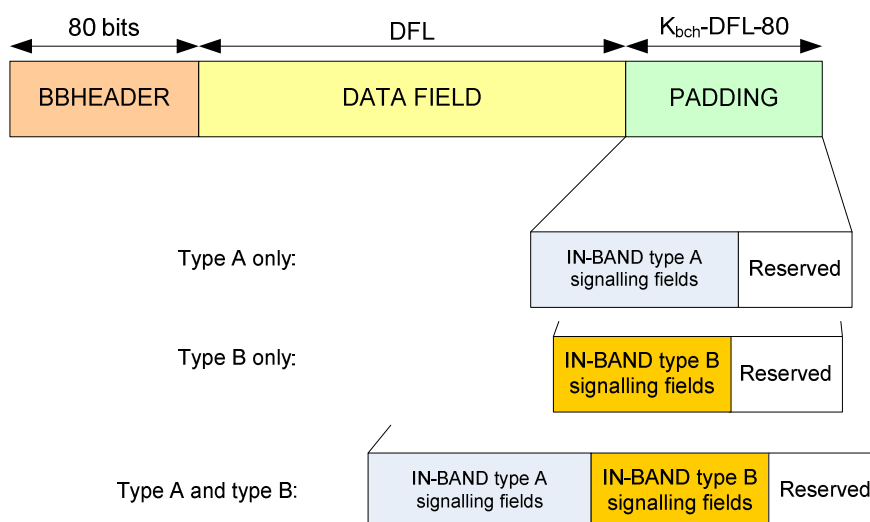 80 bits
DFL
Kbch-DFL-80
BBHEADER
DATA FIELD
PADDING
Type A only:
IN-BAND type A
signalling fields
Reserved
Type B only:
IN-BAND type B
signalling fields
Reserved
Type A and type B:
IN-BAND type A
signalling fields
IN-BAND type B
signalling fields
Reserved